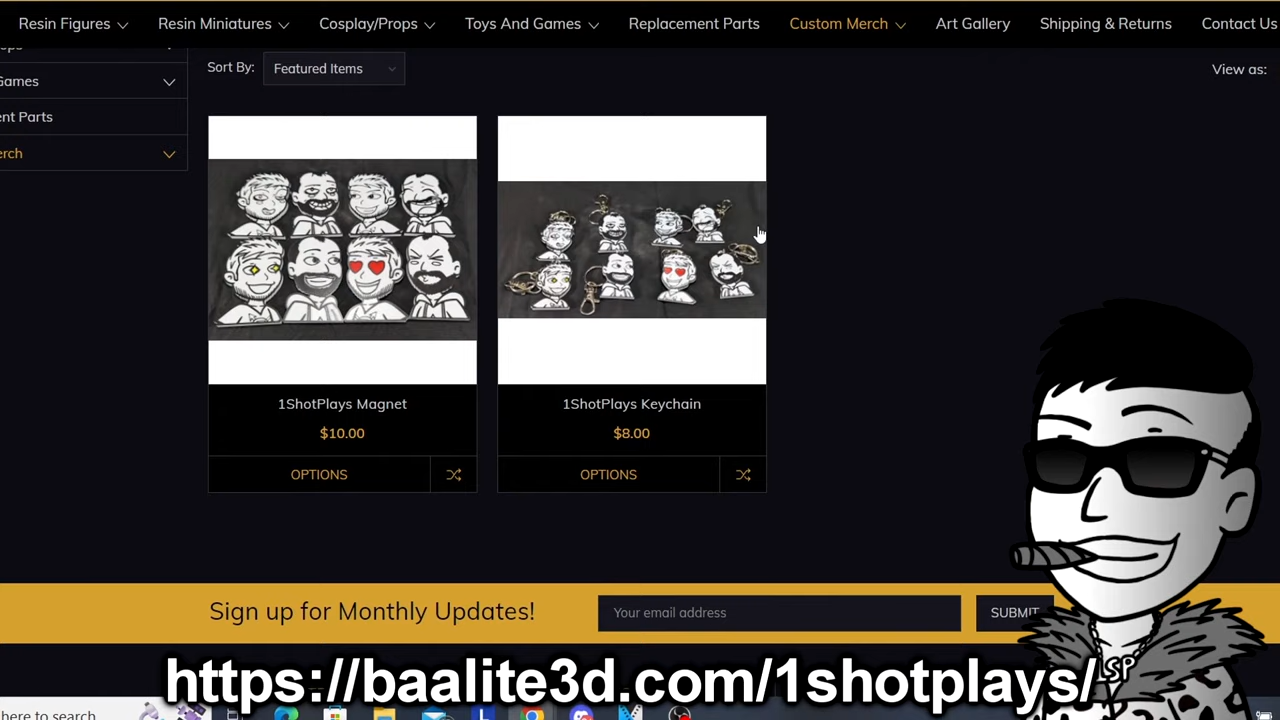 Resin Figures Resin Miniatures Cosplay/Props Toys And Games Replacement Parts Custom Merch Art Gallery Shipping & Returns Contact Us
Sort By: Featured Items View as:
Games
ent Parts
erch
1ShotPlays Magnet 1ShotPlays Keychain
$10.00 $8.00
OPTIONS OPTIONS
Sign up for Monthly Updates! Your email address SUBMIT
LSP
https://baalite3d.com/1shotplays/
here to search